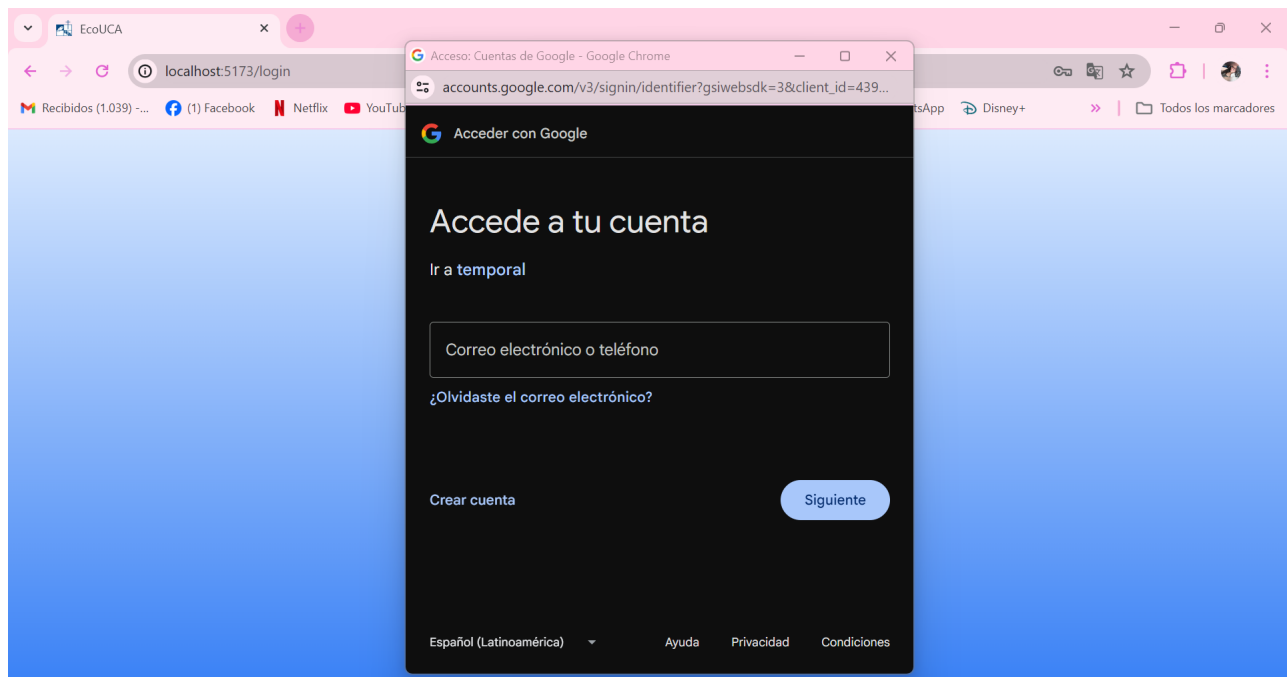 EcoUCA
localhost:5173/login
Recibidos (1.039) -... (1) Facebook Netflix YouTub
tsApp Disney+ » Todos los marcadores
Acceso: Cuentas de Google - Google Chrome
accounts.google.com/v3/signin/identifier?gsiwebsdk=3&client_id=439...
Acceder con Google
Accede a tu cuenta
Ir a temporal
Correo electrónico o teléfono
¿Olvidaste el correo electrónico?
Crear cuenta
Siguiente
Español (Latinoamérica)
Ayuda Privacidad Condiciones